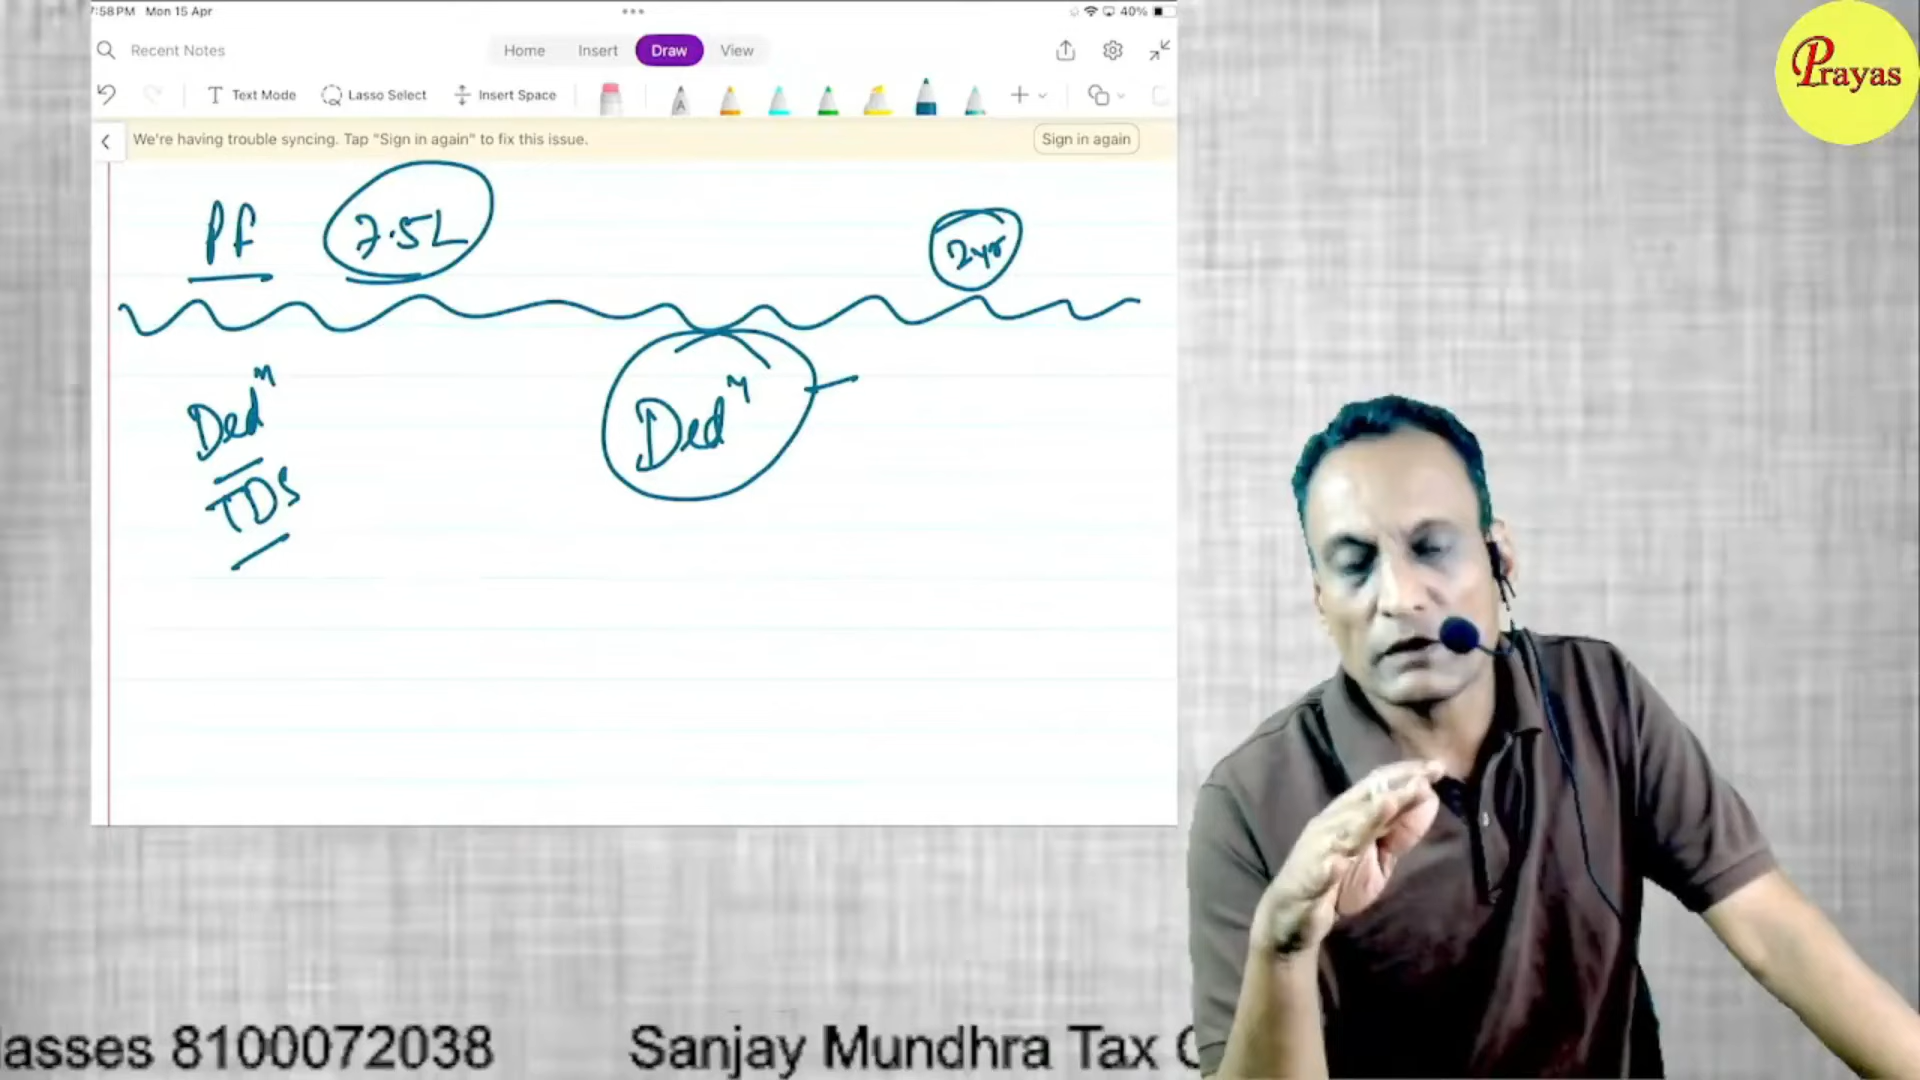 7:58 PM Mon 15 Apr
40%
Recent Notes
Home Insert Draw View
Text Mode Lasso Select Insert Space
We're having trouble syncing. Tap "Sign in again" to fix this issue.
Sign in again
Prayas
Pf 7.5L 2yr
Dedⁿ Dedⁿ
TDS
lasses 8100072038 Sanjay Mundhra Tax C